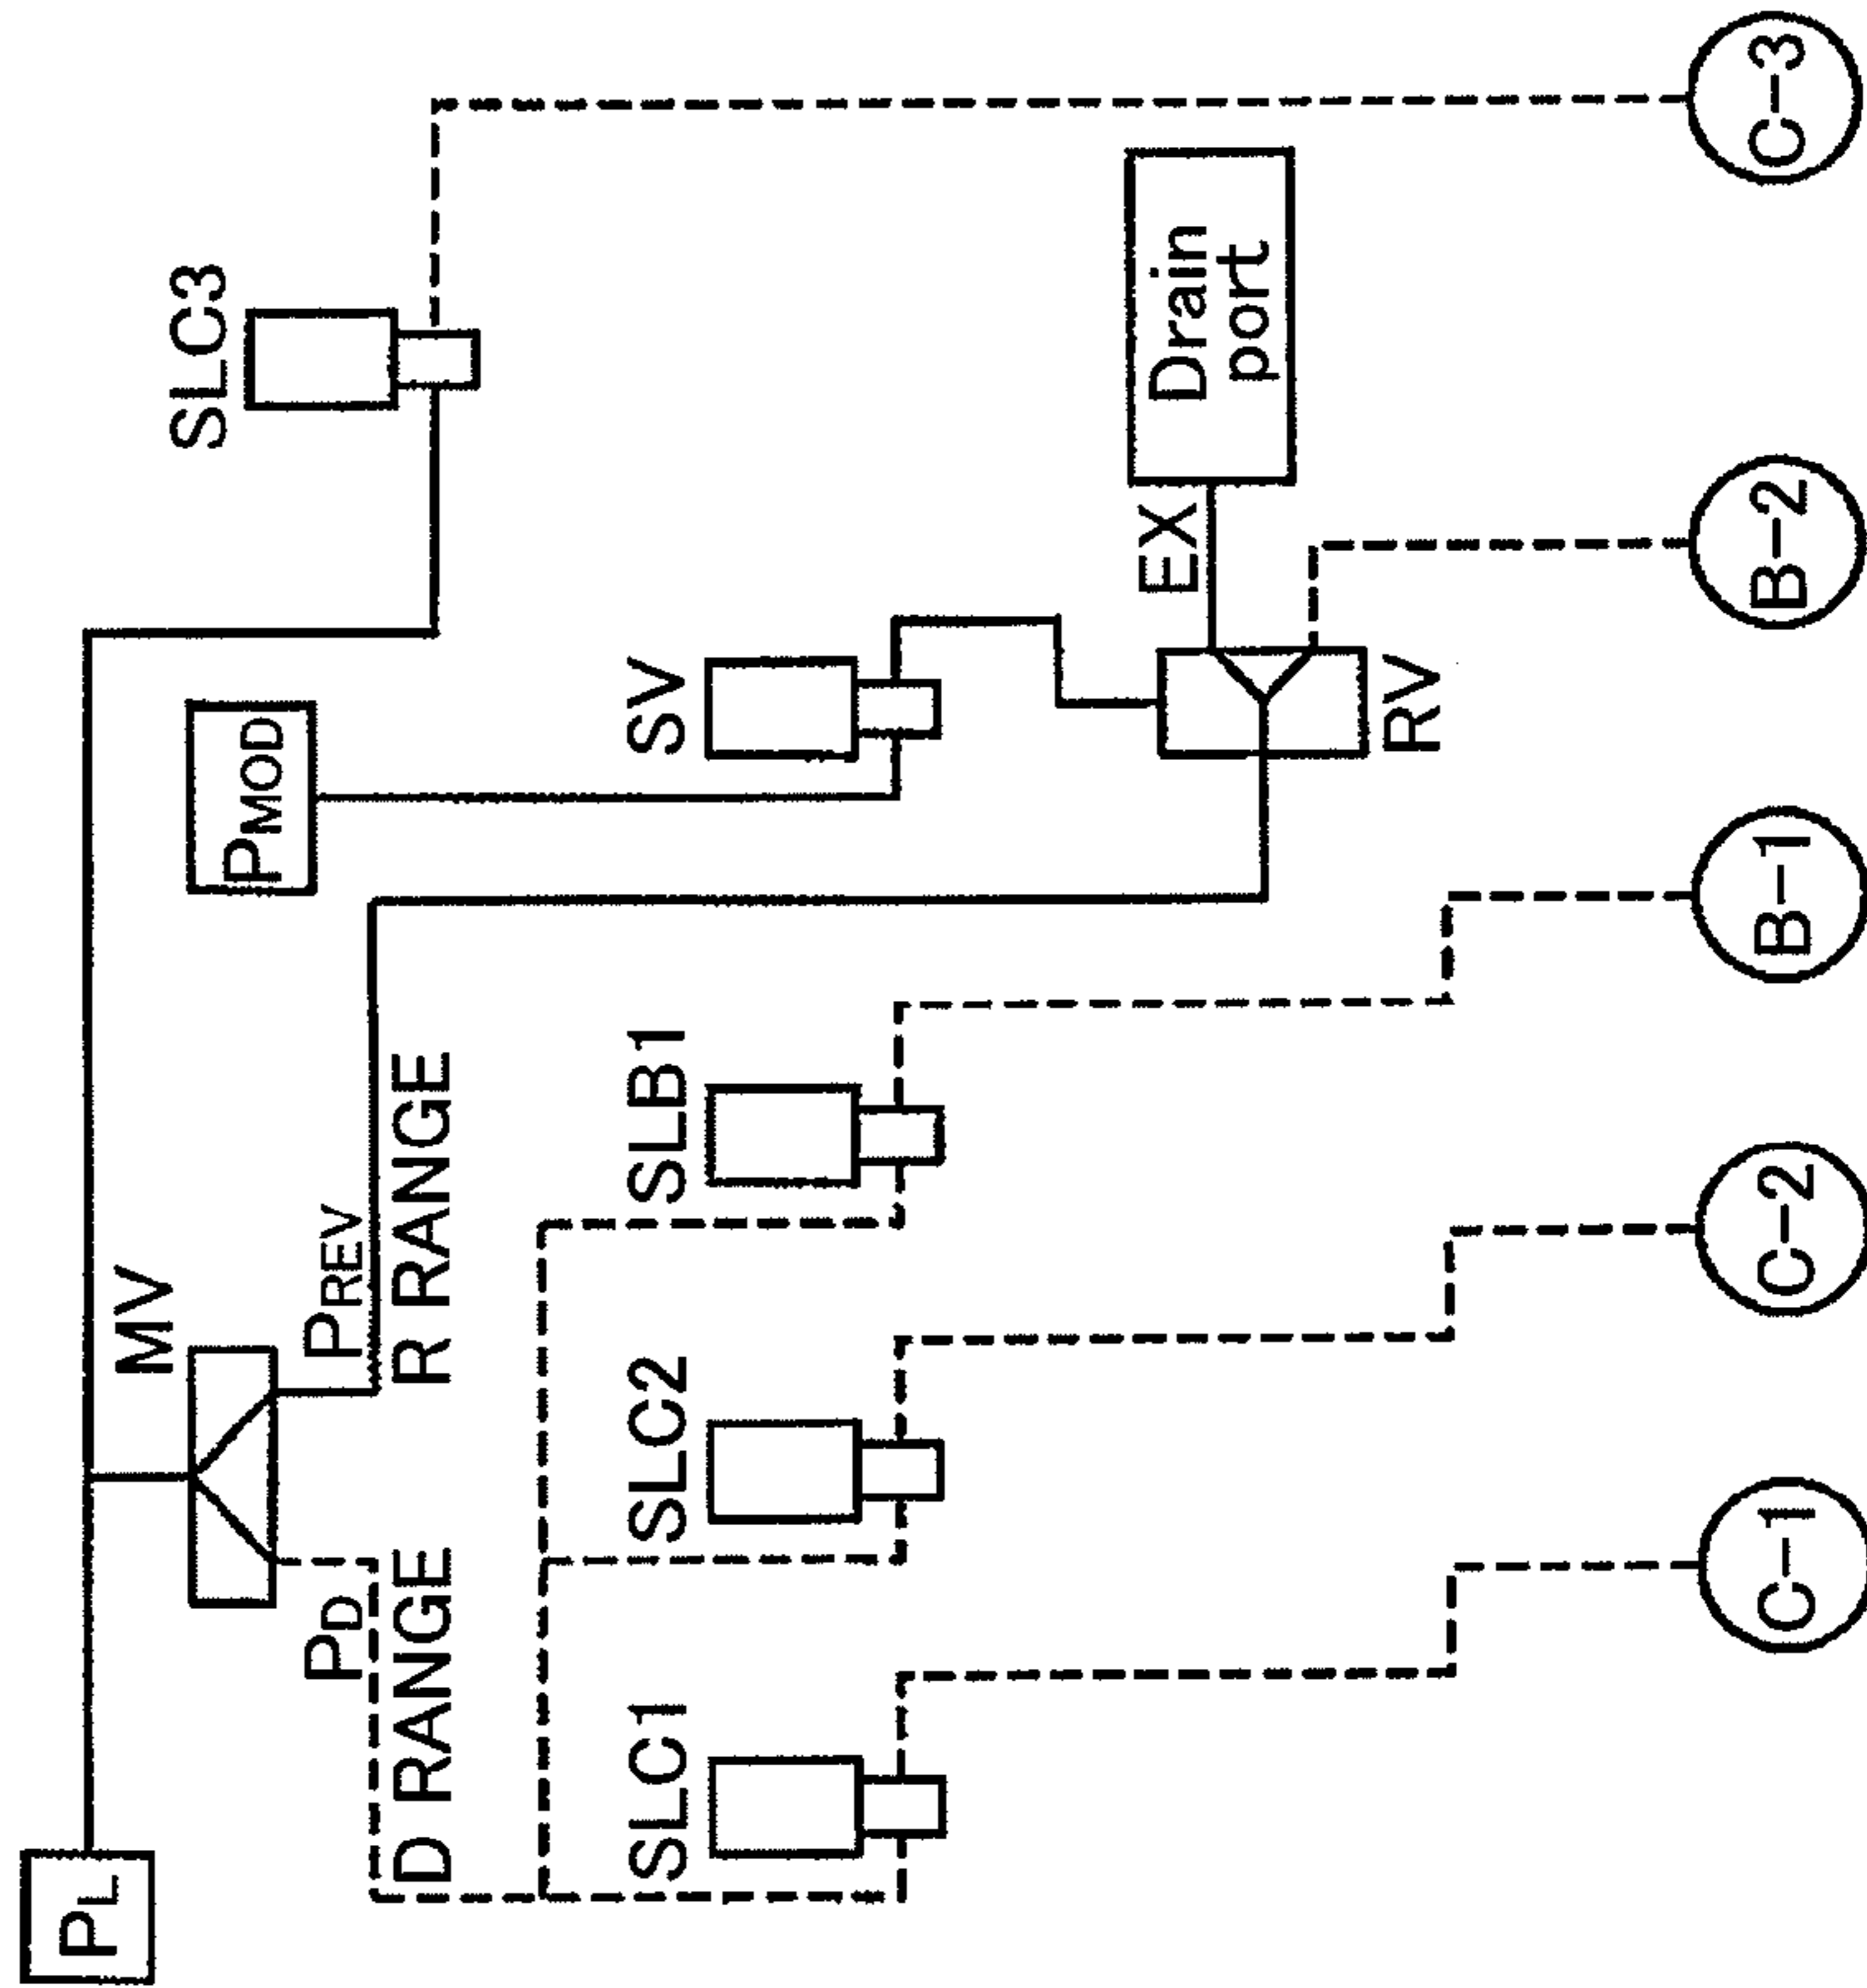 PL
MV
PD
D RANGE
PREV
R RANGE
PMOD
SLC3
SLC1
SLC2
SLB1
SV
EX
Drain
port
RV
C-1
C-2
B-1
B-2
C-3